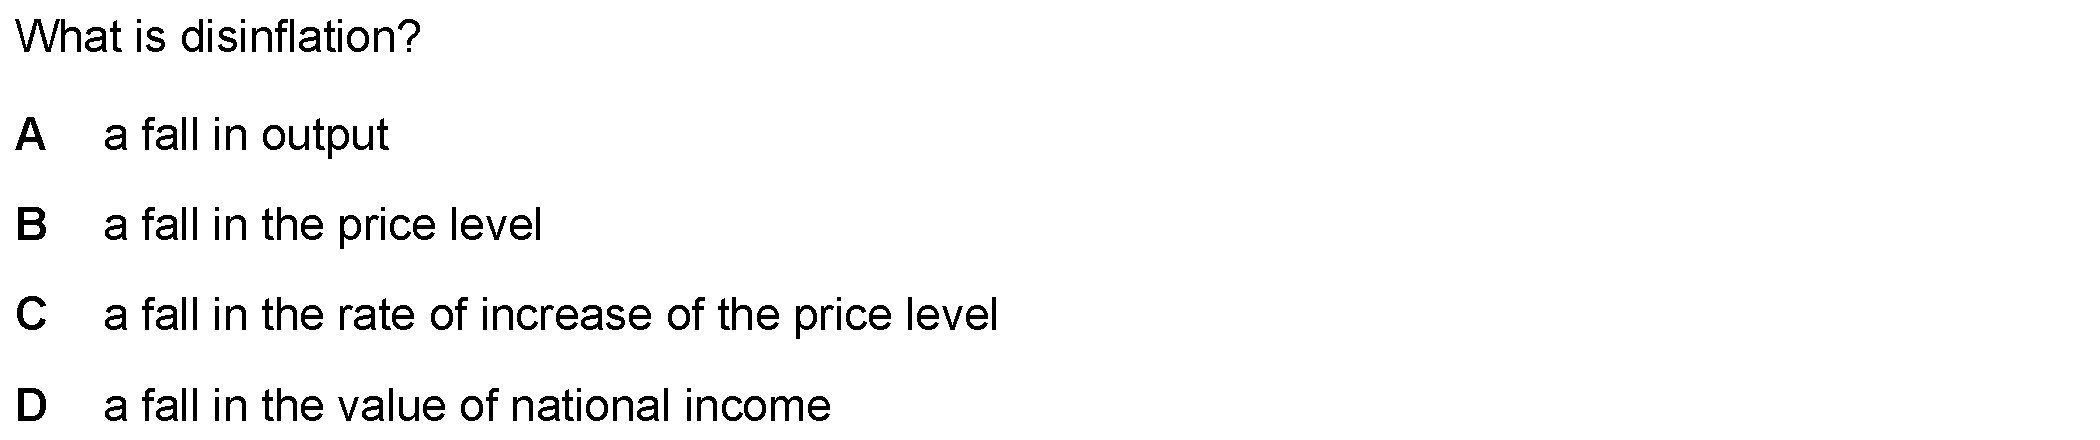 What is disinflation?
A a fall in output
B a fall in the price level
C a fall in the rate of increase of the price level
D a fall in the value of national income